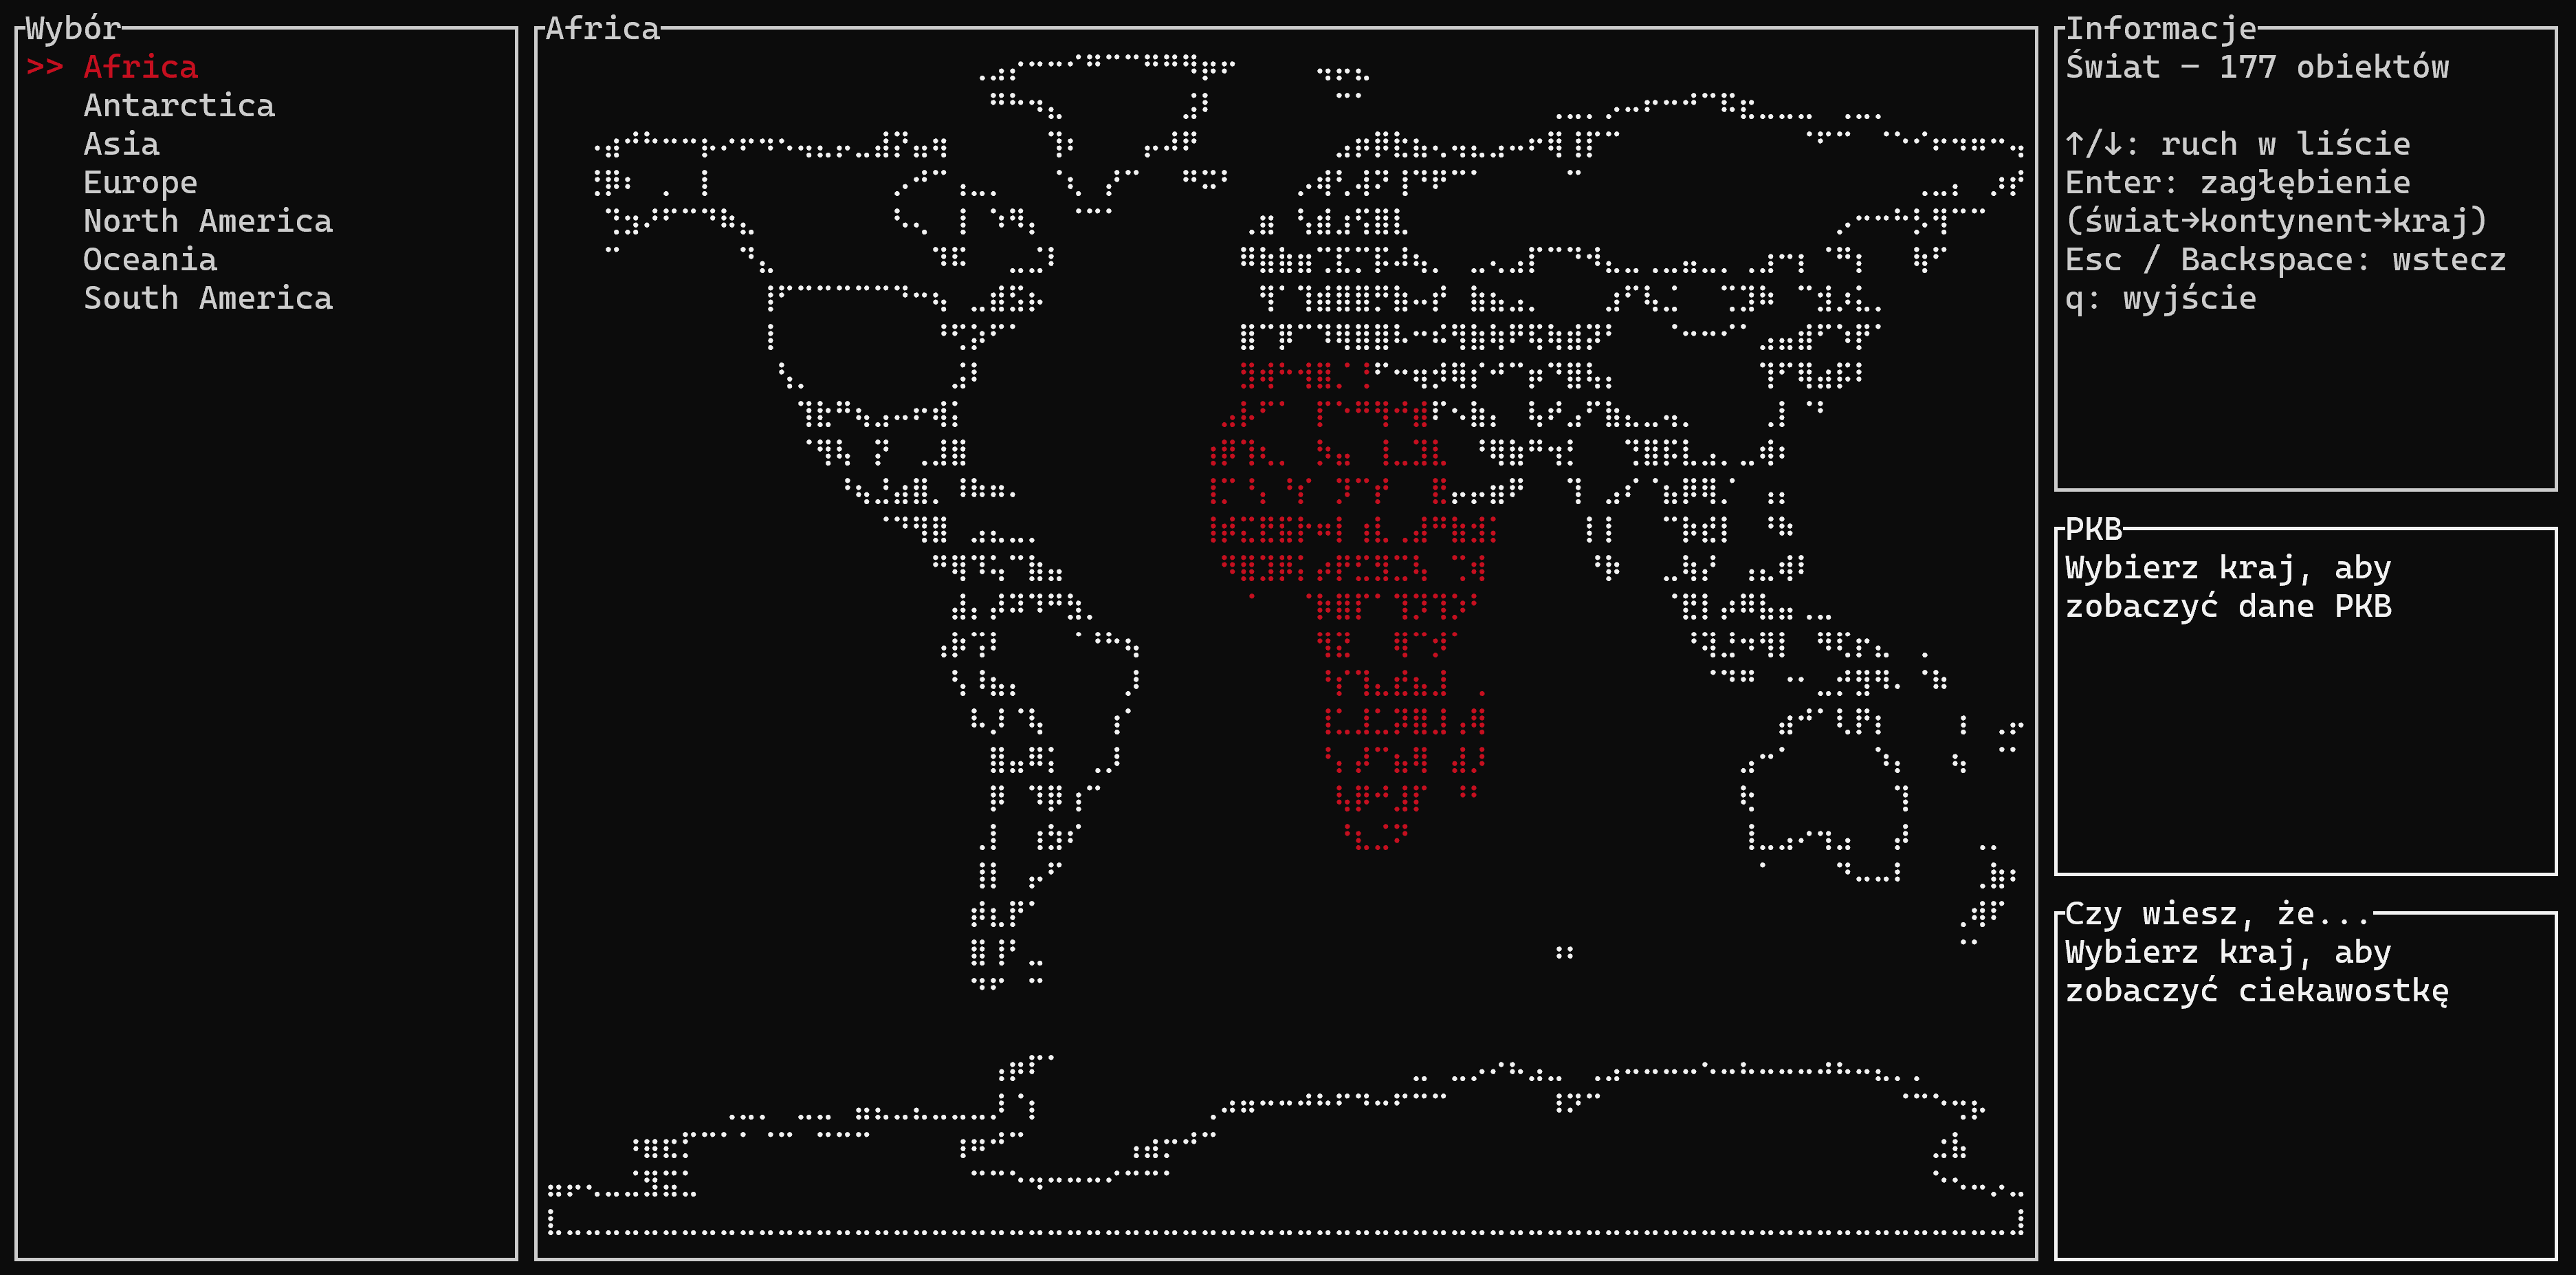 Wybór
>> Africa
Antarctica
Asia
Europe
North America
Oceania
South America
Africa
Informacje
Świat – 177 obiektów
↑/↓: ruch w liście
Enter: zagłębienie
(świat→kontynent→kraj)
Esc / Backspace: wstecz
q: wyjście
PKB
Wybierz kraj, aby
zobaczyć dane PKB
Czy wiesz, że...
Wybierz kraj, aby
zobaczyć ciekawostkę